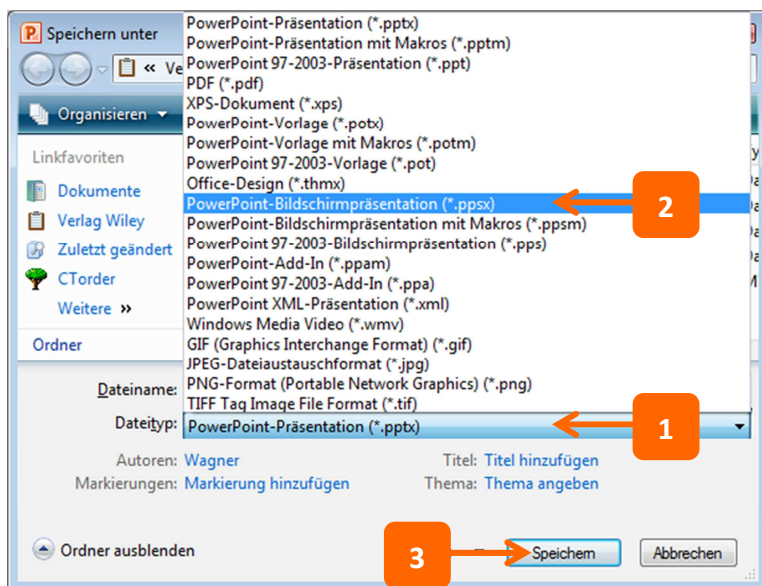 Speichern unter
« Ve
Organisieren
Linkfavoriten
Dokumente
Verlag Wiley
Zuletzt geändert
CTorder
Weitere »
Ordner
PowerPoint-Präsentation (*.pptx)
PowerPoint-Präsentation mit Makros (*.pptm)
PowerPoint 97-2003-Präsentation (*.ppt)
PDF (*.pdf)
XPS-Dokument (*.xps)
PowerPoint-Vorlage (*.potx)
PowerPoint-Vorlage mit Makros (*.potm)
PowerPoint 97-2003-Vorlage (*.pot)
Office-Design (*.thmx)
PowerPoint-Bildschirmpräsentation (*.ppsx)
2
PowerPoint-Bildschirmpräsentation mit Makros (*.ppsm)
PowerPoint 97-2003-Bildschirmpräsentation (*.pps)
PowerPoint-Add-In (*.ppam)
PowerPoint 97-2003-Add-In (*.ppa)
PowerPoint XML-Präsentation (*.xml)
Windows Media Video (*.wmv)
GIF (Graphics Interchange Format) (*.gif)
JPEG-Dateiaustauschformat (*.jpg)
PNG-Format (Portable Network Graphics) (*.png)
TIFF Tag Image File Format (*.tif)
Dateiname:
Dateityp: PowerPoint-Präsentation (*.pptx) 1
Autoren: Wagner Titel: Titel hinzufügen
Markierungen: Markierung hinzufügen Thema: Thema angeben
Ordner ausblenden 3 Speichern Abbrechen